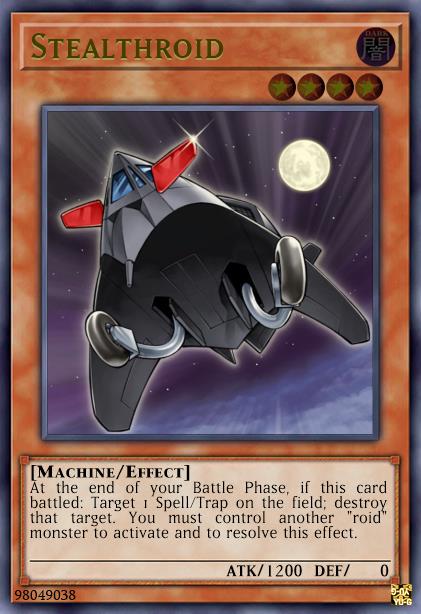 Stealthroid
DARK
闇
[Machine/Effect]
At the end of your Battle Phase, if this card
battled: Target 1 Spell/Trap on the field; destroy
that target. You must control another "roid"
monster to activate and to resolve this effect.
ATK/1200 DEF/ 0
98049038